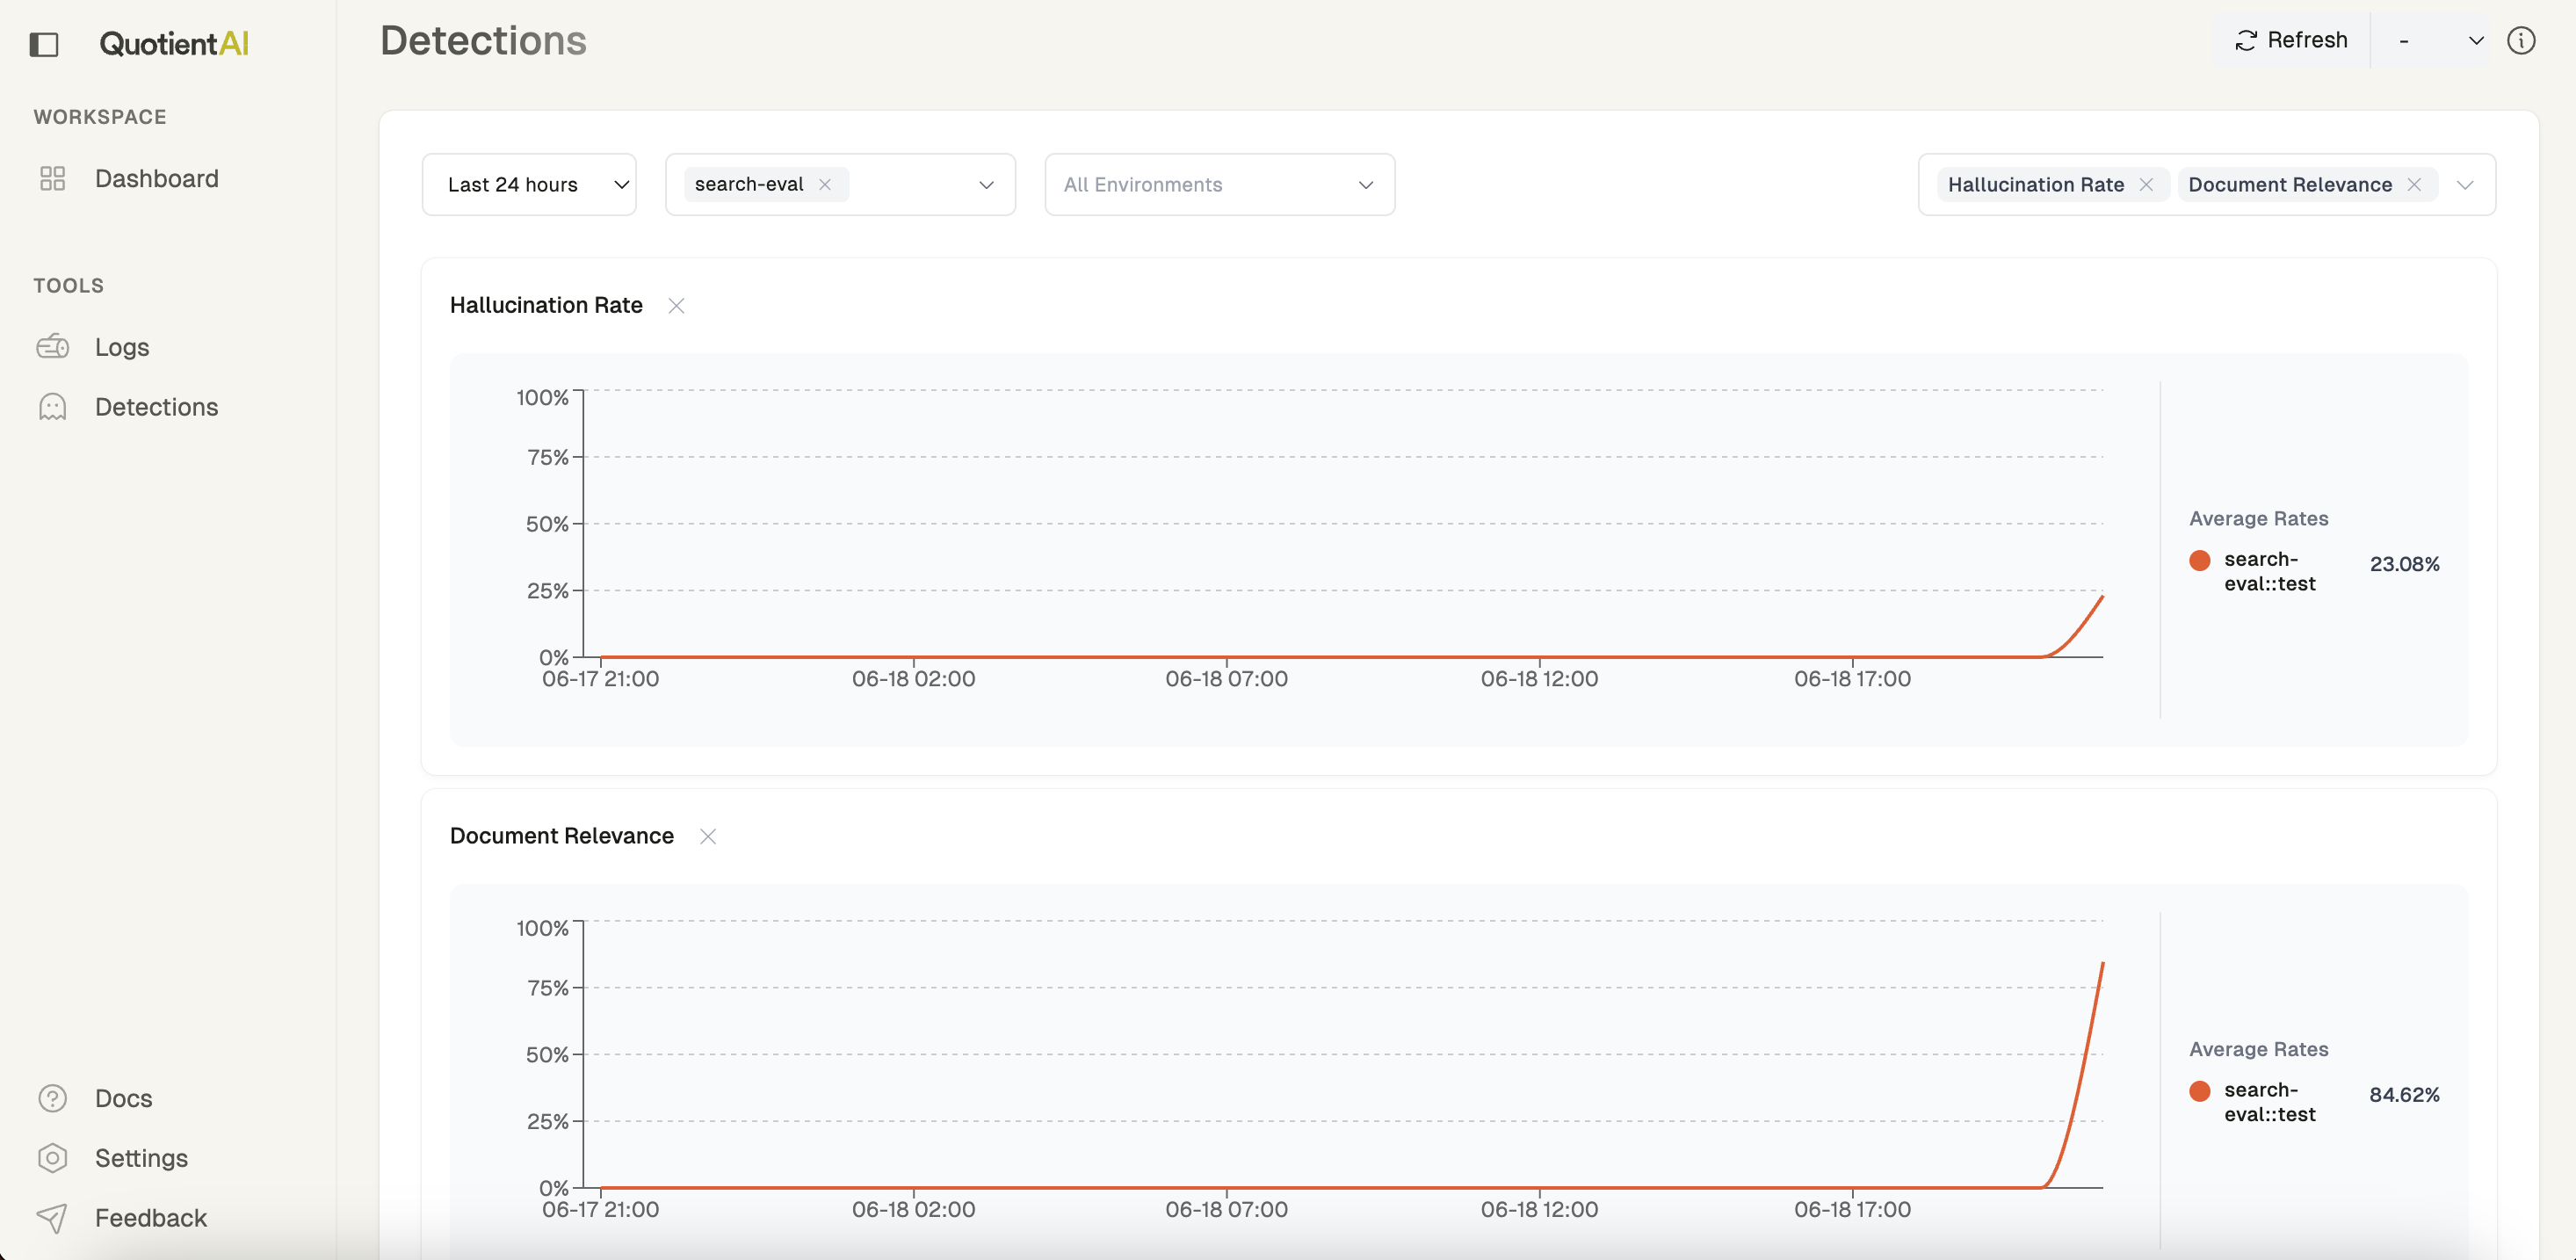 QuotientAI
WORKSPACE
Dashboard
TOOLS
Logs
Detections
Docs
Settings
Feedback
Detections
Refresh
-
Last 24 hours
search-eval
All Environments
Hallucination Rate
Document Relevance
Hallucination Rate
100%
75%
50%
25%
0%
06-17 21:00
06-18 02:00
06-18 07:00
06-18 12:00
06-18 17:00
Average Rates
search-
eval::test
23.08%
Document Relevance
100%
75%
50%
25%
0%
06-17 21:00
06-18 02:00
06-18 07:00
06-18 12:00
06-18 17:00
Average Rates
search-
eval::test
84.62%